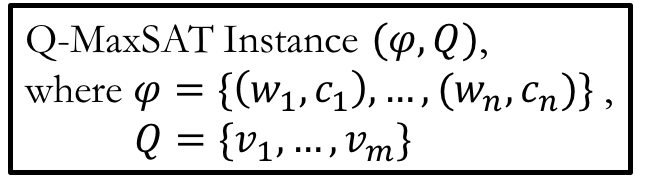 Q-MaxSAT Instance (φ, Q),
where φ = {(w₁, c₁), …, (wₙ, cₙ)} ,
Q = {v₁, …, vₘ}